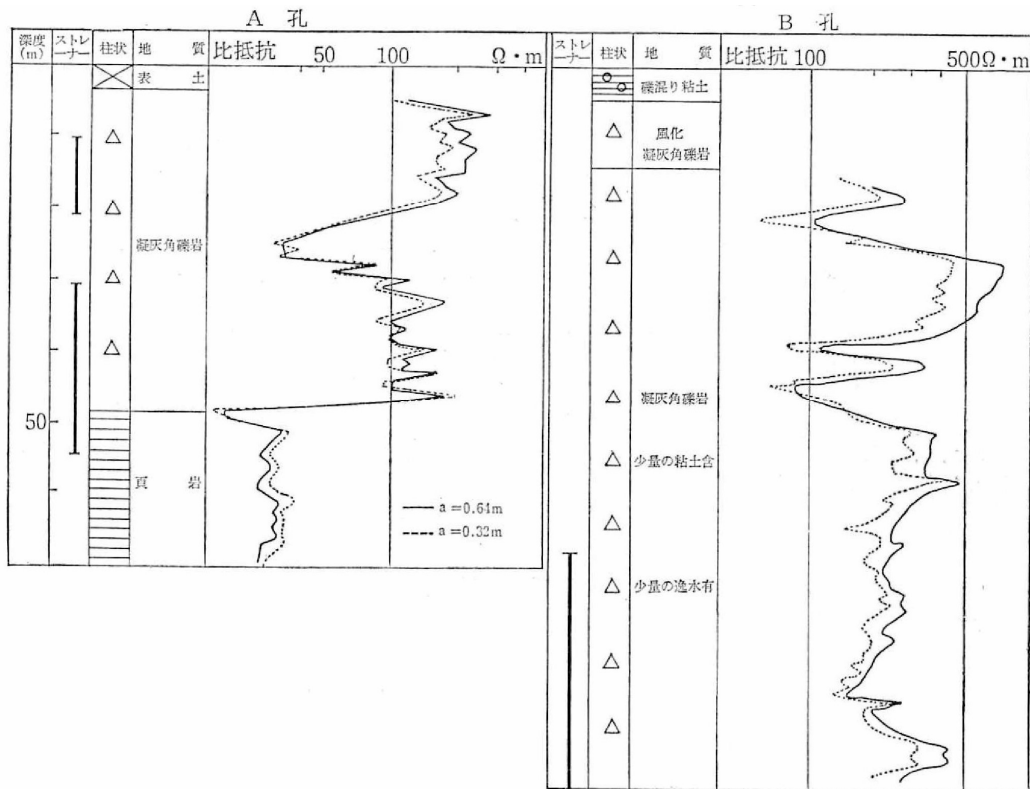 A 孔
深度
(m)
ストレ
ーナー
柱状
地 質
比抵抗 50 100 Ω・m
表 土
凝灰角礫岩
50
頁 岩
a=0.64m
a=0.32m
B 孔
ストレ
ーナー
柱状
地 質
比抵抗 100 500Ω・m
礫混り粘土
風化
凝灰角礫岩
凝灰角礫岩
少量の粘土含
少量の逸水有